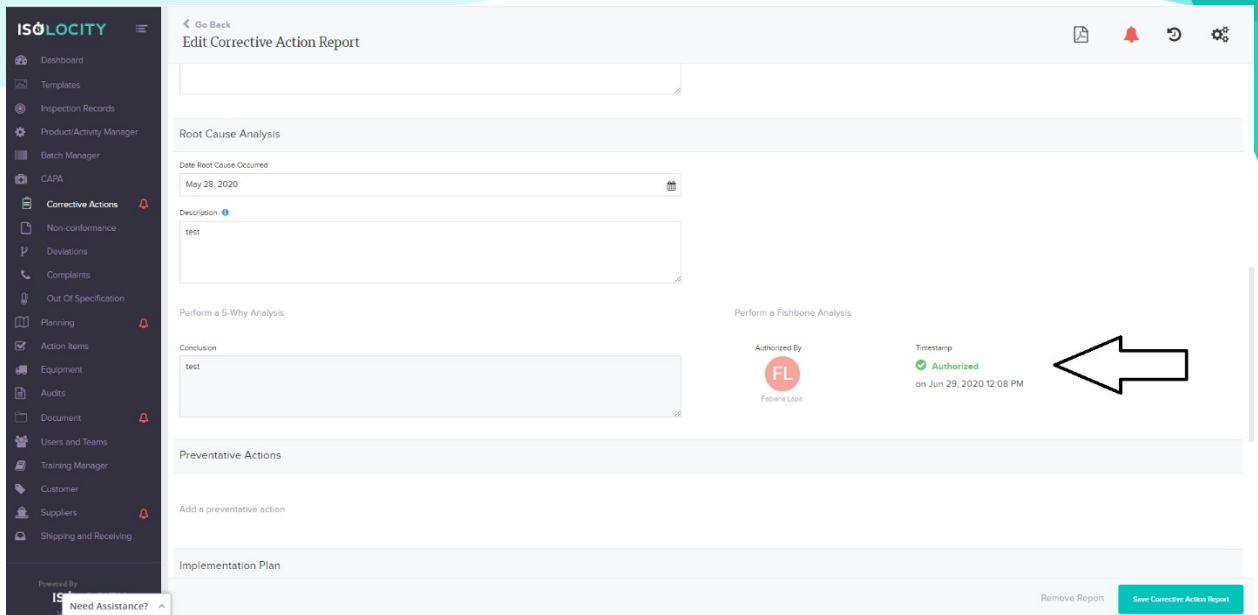 ISOLOCITY
Dashboard
Templates
Inspection Records
Product/Activity Manager
Batch Manager
CAPA
Corrective Actions
Non-conformance
Deviations
Complaints
Out Of Specification
Planning
Action Items
Equipment
Audits
Document
Users and Teams
Training Manager
Customer
Suppliers
Shipping and Receiving
Powered By
Need Assistance?
Go Back
Edit Corrective Action Report
Root Cause Analysis
Date Root Cause Occurred
May 28, 2020
Description
test
Perform a 5-Why Analysis
Perform a Fishbone Analysis
Conclusion
test
Authorized By
FL
Fabiana Lapa
Timestamp
Authorized
on Jun 29, 2020 12:08 PM
Preventative Actions
Add a preventative action
Implementation Plan
Remove Report
Save Corrective Action Report